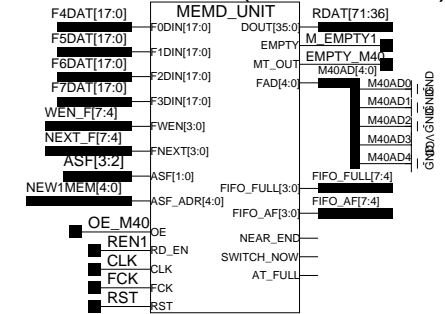 MEMD_UNIT
F4DAT[17:0]
F0DIN[17:0]
DOUT[35:0]
RDAT[71:36]
F5DAT[17:0]
F1DIN[17:0]
EMPTY
M_EMPTY1
F6DAT[17:0]
F2DIN[17:0]
MT_OUT
EMPTY_M40
F7DAT[17:0]
F3DIN[17:0]
FAD[4:0]
M40AD[4:0]
M40AD0
M40AD1
M40AD2
M40AD3
M40AD4
GND
GND
WEN_F[7:4]
FWEN[3:0]
NEXT_F[7:4]
FNEXT[3:0]
ASF[3:2]
ASF[1:0]
FIFO_FULL[3:0]
FIFO_FULL[7:4]
NEW1MEM[4:0]
ASF_ADR[4:0]
FIFO_AF[3:0]
FIFO_AF[7:4]
OE_M40
OE
NEAR_END
REN1
RD_EN
SWITCH_NOW
CLK
CLK
AT_FULL
FCK
FCK
RST
RST